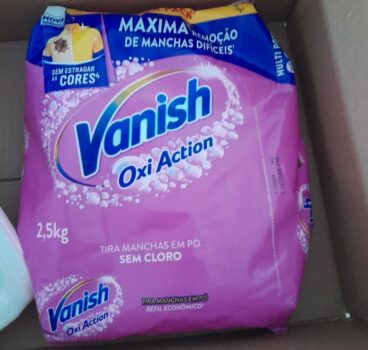 MÁXIMA REMOÇÃO
DE MANCHAS DIFÍCEIS
SEM ESTRAGAR
AS CORES
Vanish
Oxi Action
2,5kg
TIRA MANCHAS EM PÓ
SEM CLORO
Vanish
Oxi Action
TIRA MANCHAS EM PÓ
REFIL ECONÔMICO